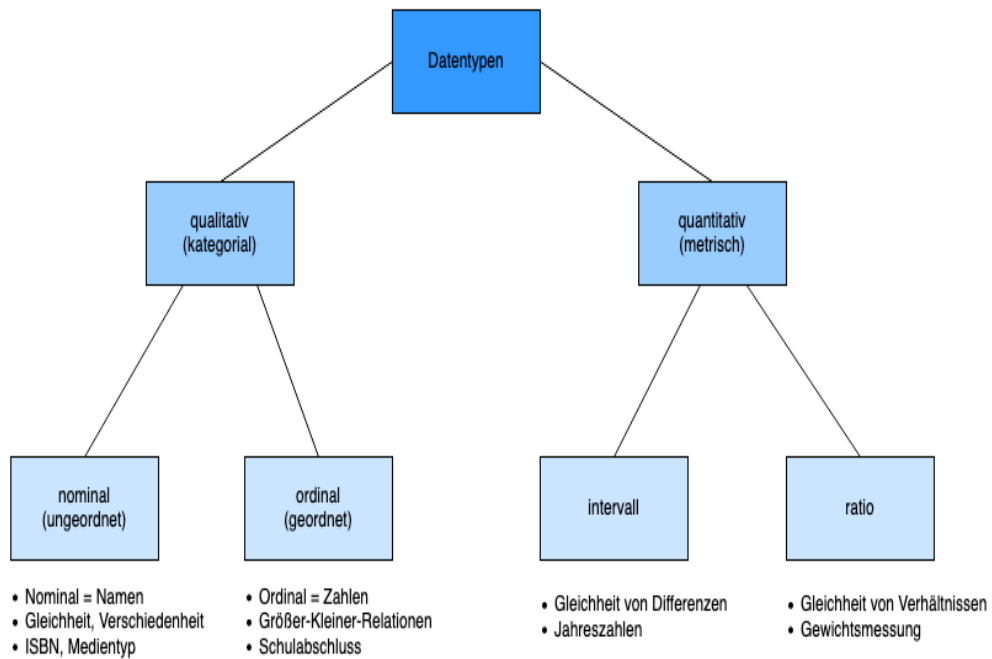 Datentypen
qualitativ
(kategorial)
quantitativ
(metrisch)
nominal
(ungeordnet)
ordinal
(geordnet)
intervall
ratio
• Nominal = Namen
• Gleichheit, Verschiedenheit
• ISBN, Medientyp
• Ordinal = Zahlen
• Größer-Kleiner-Relationen
• Schulabschluss
• Gleichheit von Differenzen
• Jahreszahlen
• Gleichheit von Verhältnissen
• Gewichtsmessung